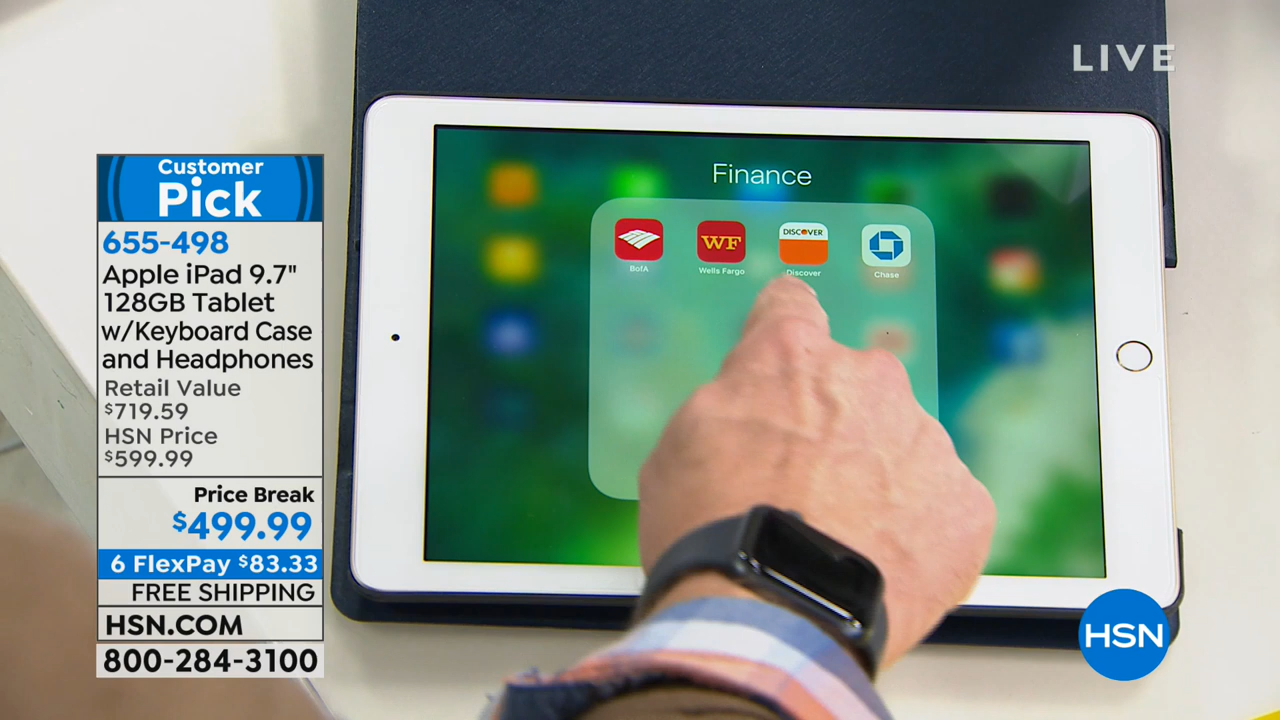 LIVE
Customer
Pick
655-498
Apple iPad 9.7"
128GB Tablet
w/Keyboard Case
and Headphones
Retail Value
$719.59
HSN Price
$599.99
Price Break
$499.99
6 FlexPay $83.33
FREE SHIPPING
HSN.COM
800-284-3100
Finance
BofA
WF
Wells Fargo
DISCOVER
Discover
Chase
HSN